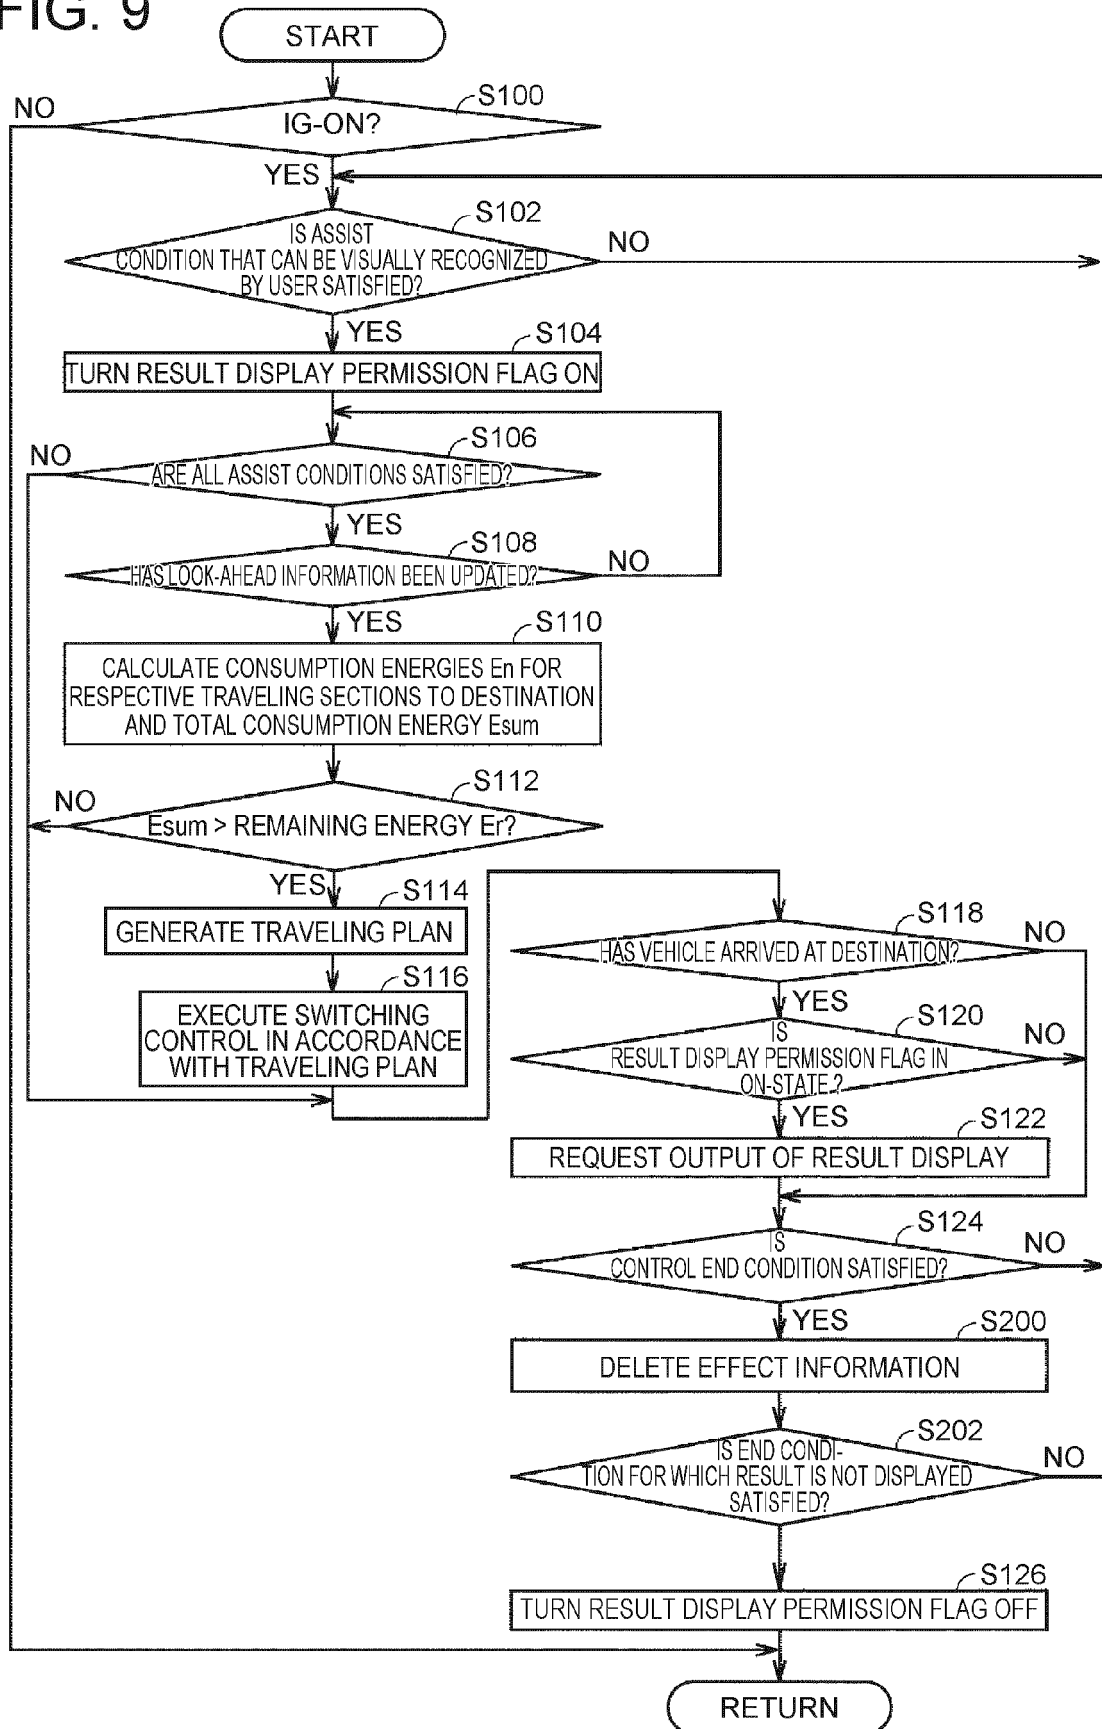 FIG. 9
START
NO
S100
IG-ON?
YES
S102
IS ASSIST
CONDITION THAT CAN BE VISUALLY RECOGNIZED
BY USER SATISFIED?
NO
YES
S104
TURN RESULT DISPLAY PERMISSION FLAG ON
S106
NO
ARE ALL ASSIST CONDITIONS SATISFIED?
YES
S108
NO
HAS LOOK-AHEAD INFORMATION BEEN UPDATED?
YES
S110
CALCULATE CONSUMPTION ENERGIES En FOR
RESPECTIVE TRAVELING SECTIONS TO DESTINATION
AND TOTAL CONSUMPTION ENERGY Esum
S112
NO
Esum > REMAINING ENERGY Er?
YES
S114
GENERATE TRAVELING PLAN
S116
EXECUTE SWITCHING
CONTROL IN ACCORDANCE
WITH TRAVELING PLAN
S118
NO
HAS VEHICLE ARRIVED AT DESTINATION?
YES
S120
NO
IS
RESULT DISPLAY PERMISSION FLAG IN
ON-STATE ?
YES
S122
REQUEST OUTPUT OF RESULT DISPLAY
S124
NO
IS
CONTROL END CONDITION SATISFIED?
YES
S200
DELETE EFFECT INFORMATION
S202
NO
IS END CONDI-
TION FOR WHICH RESULT IS NOT DISPLAYED
SATISFIED?
S126
TURN RESULT DISPLAY PERMISSION FLAG OFF
RETURN